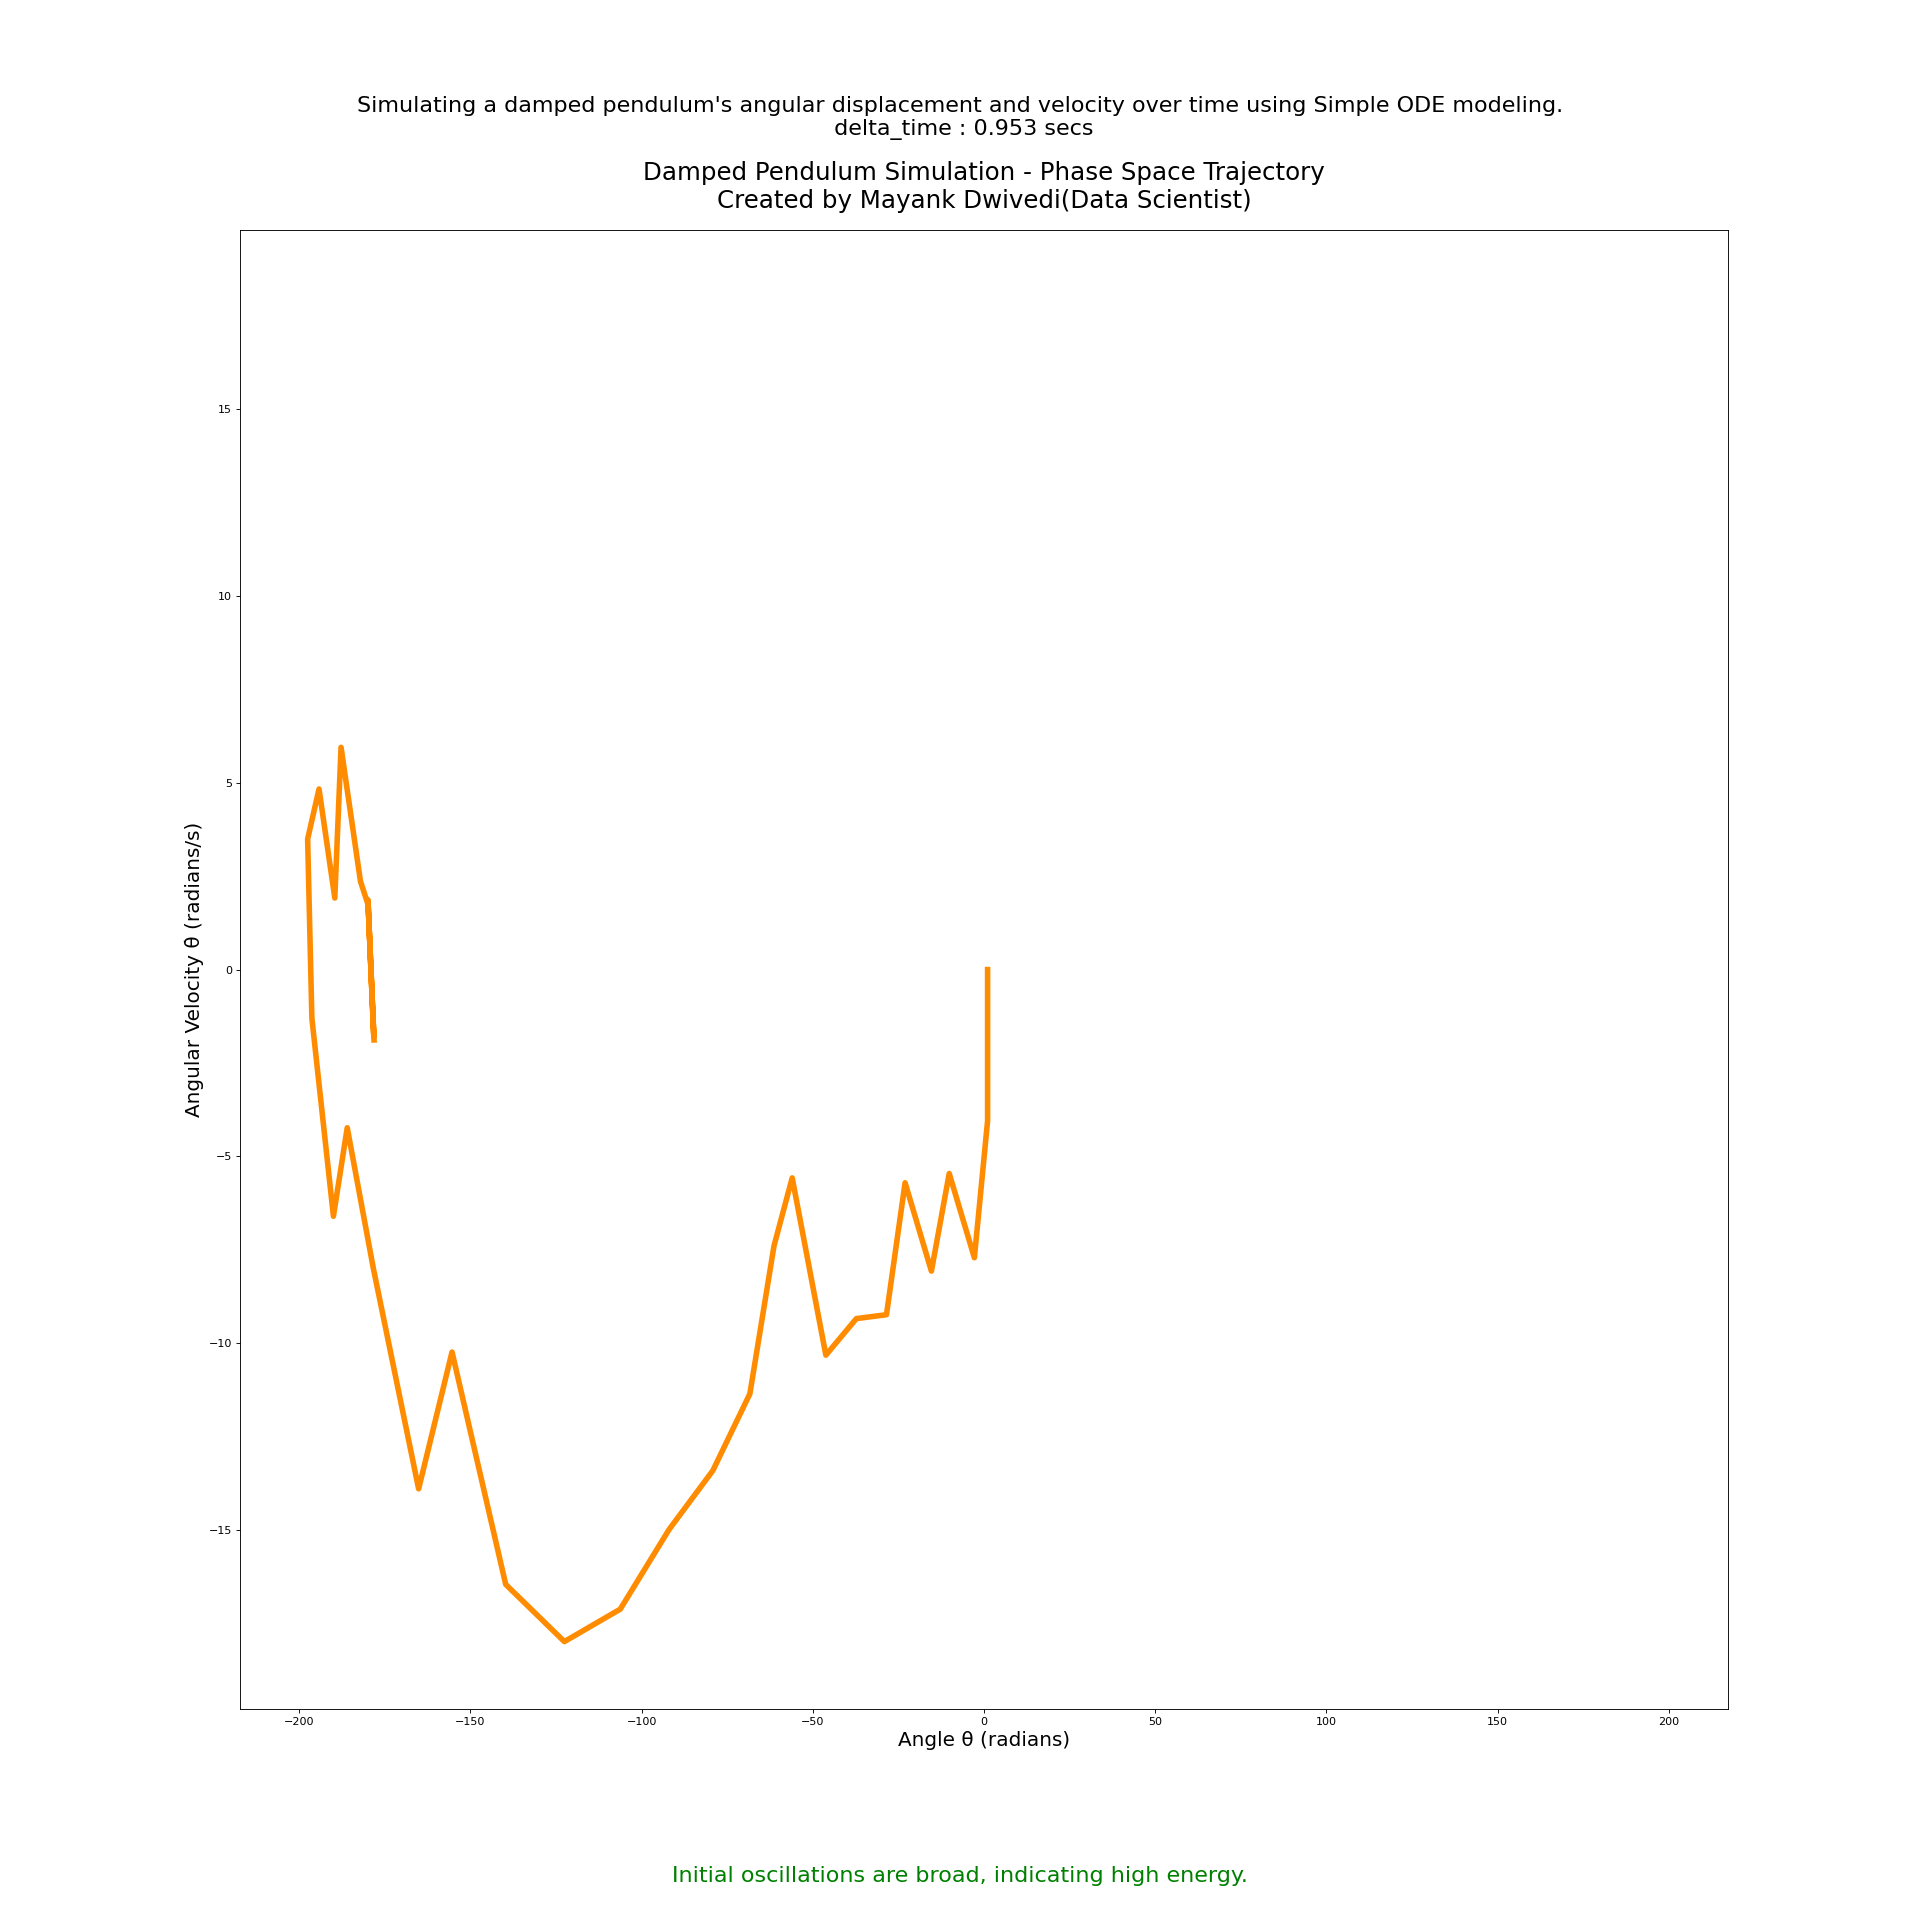 Simulating a damped pendulum's angular displacement and velocity over time using Simple ODE modeling.
delta_time : 0.953 secs
Damped Pendulum Simulation - Phase Space Trajectory
Created by Mayank Dwivedi(Data Scientist)
15
10
5
0
−5
−10
−15
Angular Velocity θ (radians/s)
−200
−150
−100
−50
0
50
100
150
200
Angle θ (radians)
Initial oscillations are broad, indicating high energy.